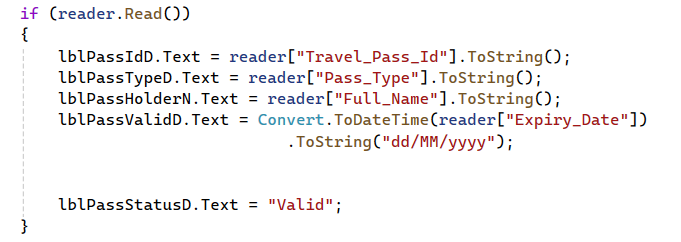 if (reader.Read())
{
lblPassIdD.Text = reader["Travel_Pass_Id"].ToString();
lblPassTypeD.Text = reader["Pass_Type"].ToString();
lblPassHolderN.Text = reader["Full_Name"].ToString();
lblPassValidD.Text = Convert.ToDateTime(reader["Expiry_Date"])
.ToString("dd/MM/yyyy");
lblPassStatusD.Text = "Valid";
}